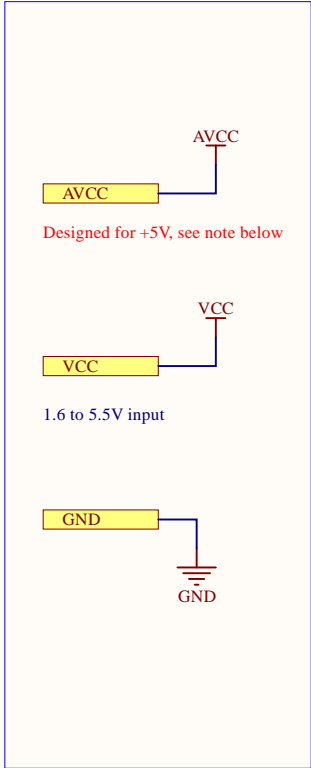 AVCC
AVCC
Designed for +5V, see note below
VCC
VCC
1.6 to 5.5V input
GND
GND